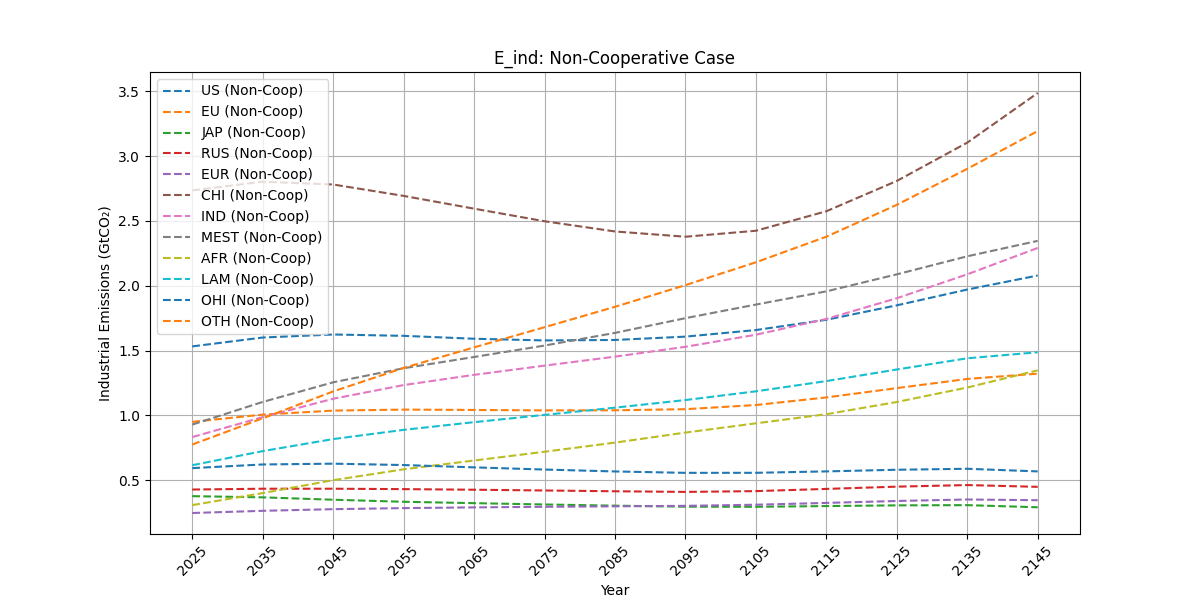 E_ind: Non-Cooperative Case
Industrial Emissions (GtCO₂)
3.5
3.0
2.5
2.0
1.5
1.0
0.5
US (Non-Coop)
EU (Non-Coop)
JAP (Non-Coop)
RUS (Non-Coop)
EUR (Non-Coop)
CHI (Non-Coop)
IND (Non-Coop)
MEST (Non-Coop)
AFR (Non-Coop)
LAM (Non-Coop)
OHI (Non-Coop)
OTH (Non-Coop)
2025 2035 2045 2055 2065 2075 2085 2095 2105 2115 2125 2135 2145
Year